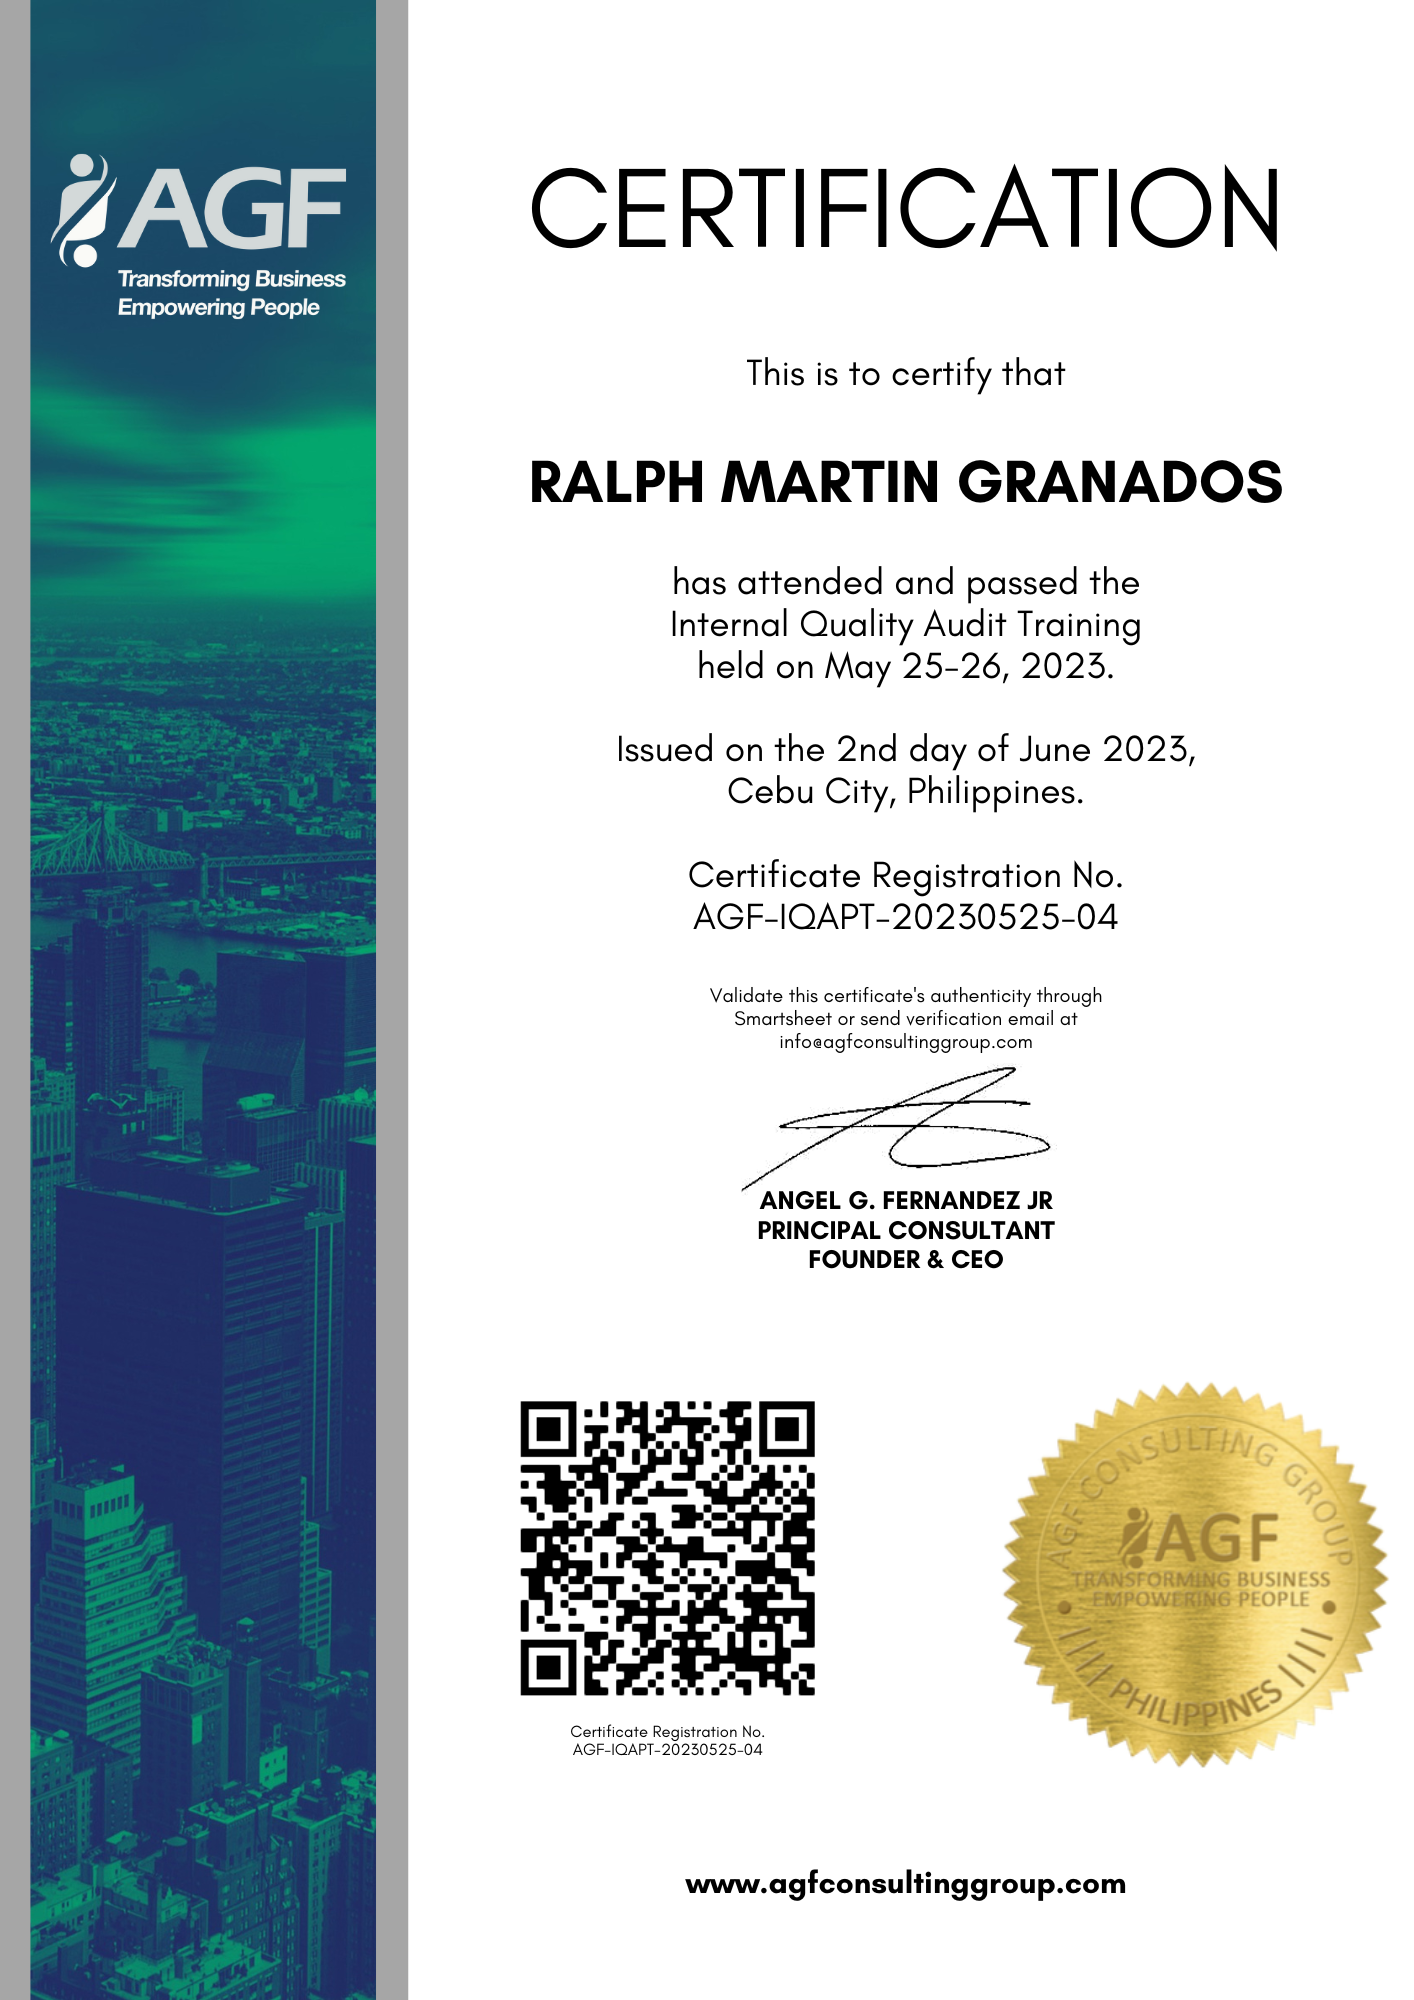 AGF
Transforming Business
Empowering People
CERTIFICATION
This is to certify that
RALPH MARTIN GRANADOS
has attended and passed the
Internal Quality Audit Training
held on May 25-26, 2023.
Issued on the 2nd day of June 2023,
Cebu City, Philippines.
Certificate Registration No.
AGF-IQAPT-20230525-04
Validate this certificate's authenticity through
Smartsheet or send verification email at
info@agfconsultinggroup.com
ANGEL G. FERNANDEZ JR
PRINCIPAL CONSULTANT
FOUNDER & CEO
Certificate Registration No.
AGF-IQAPT-20230525-04
AGF CONSULTING GROUP
AGF
TRANSFORMING BUSINESS
EMPOWERING PEOPLE
PHILIPPINES
www.agfconsultinggroup.com